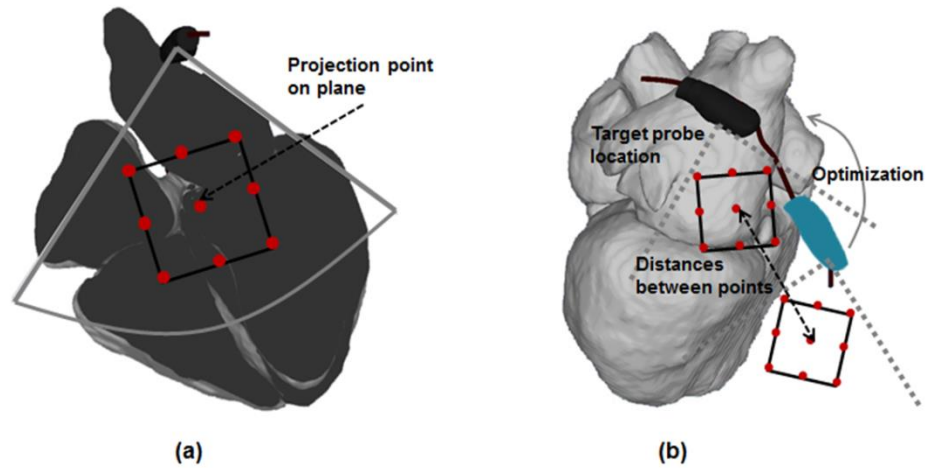 Projection point
on plane
(a)
Target probe
location
Optimization
Distances
between points
(b)